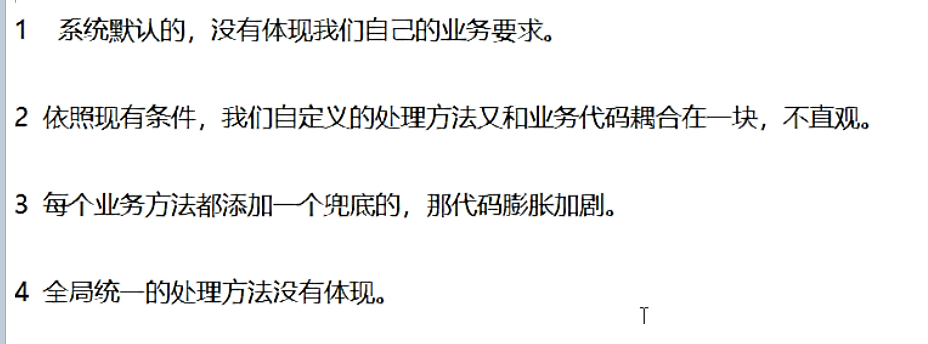 1 系统默认的，没有体现我们自己的业务要求。
2 依照现有条件，我们自定义的处理方法又和业务代码耦合在一块，不直观。
3 每个业务方法都添加一个兜底的，那代码膨胀加剧。
4 全局统一的处理方法没有体现。